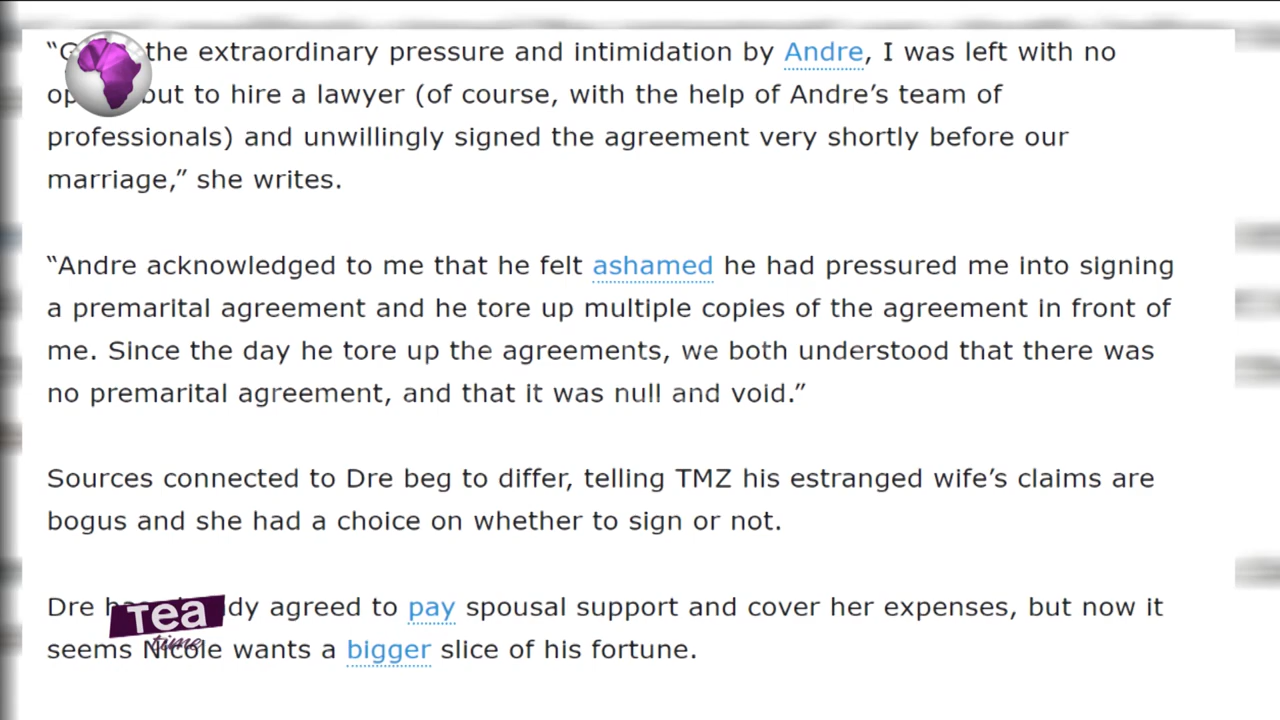 “G the extraordinary pressure and intimidation by Andre, I was left with no
op but to hire a lawyer (of course, with the help of Andre’s team of
professionals) and unwillingly signed the agreement very shortly before our
marriage,” she writes.
“Andre acknowledged to me that he felt ashamed he had pressured me into signing
a premarital agreement and he tore up multiple copies of the agreement in front of
me. Since the day he tore up the agreements, we both understood that there was
no premarital agreement, and that it was null and void.”
Sources connected to Dre beg to differ, telling TMZ his estranged wife’s claims are
bogus and she had a choice on whether to sign or not.
Dre dy agreed to pay spousal support and cover her expenses, but now it
seems Nicole wants a bigger slice of his fortune.
Tea
time